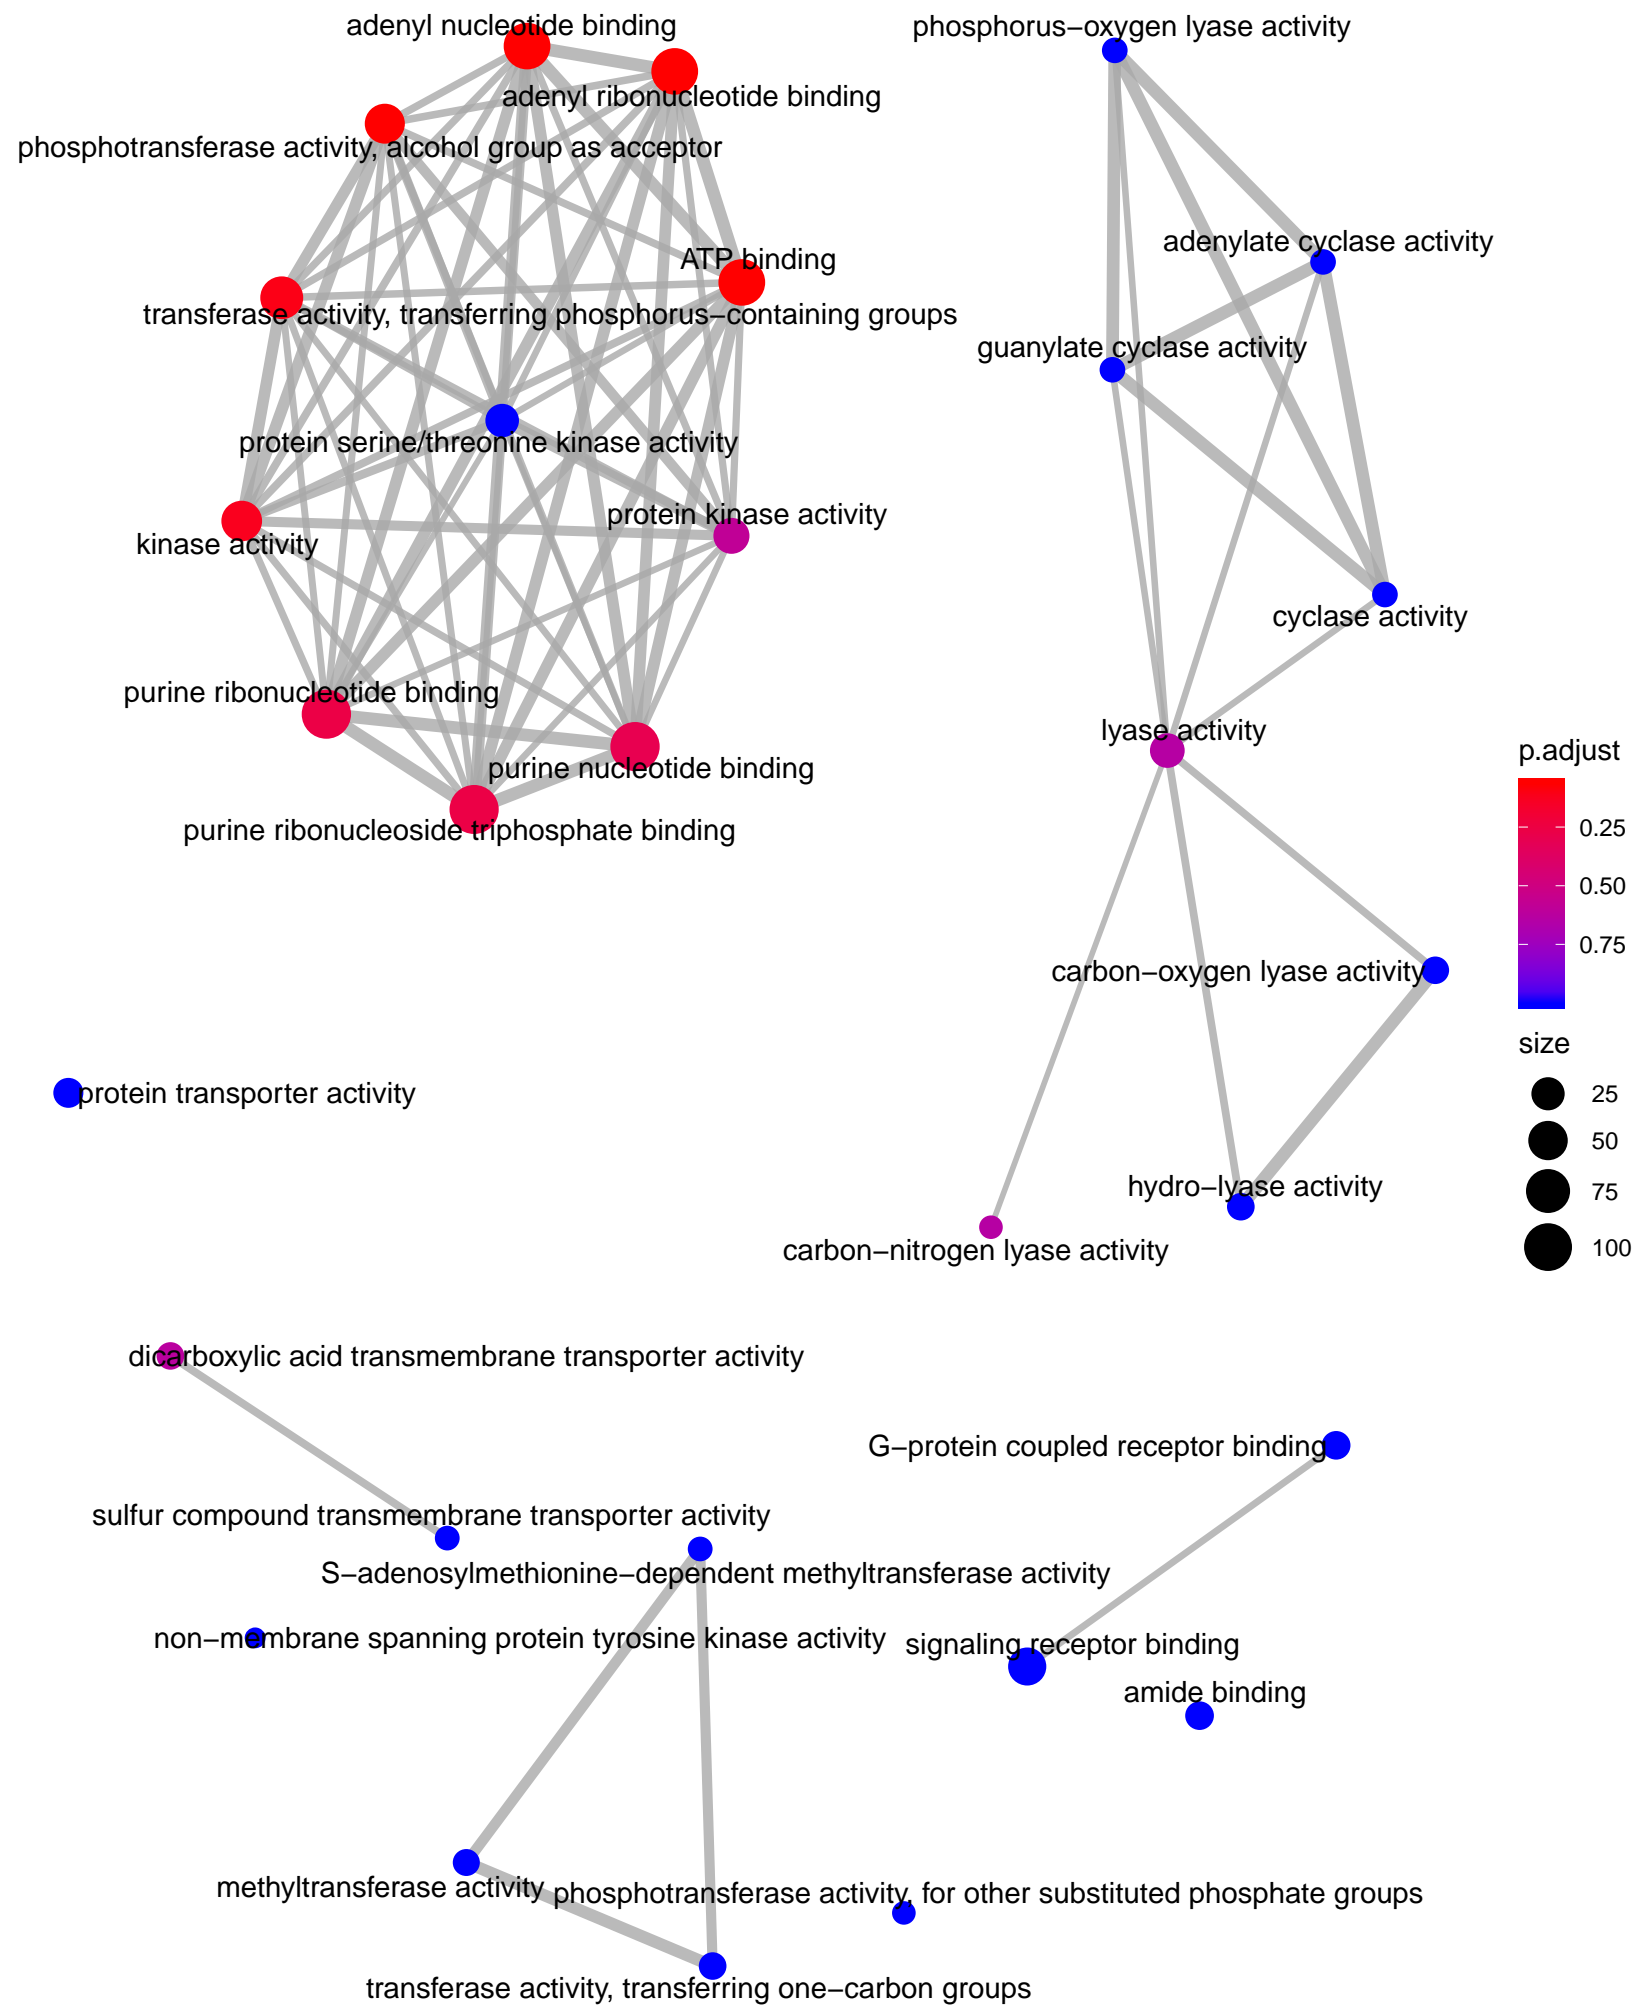 adenyl nucleotide binding
phosphorus−oxygen lyase activity
adenyl ribonucleotide binding
phosphotransferase activity, alcohol group as acceptor
adenylate cyclase activity
ATP binding
transferase activity, transferring phosphorus−containing groups
guanylate cyclase activity
protein serine/threonine kinase activity
protein kinase activity
kinase activity
cyclase activity
purine ribonucleotide binding
lyase activity
purine nucleotide binding
purine ribonucleoside triphosphate binding
p.adjust
0.25
0.50
0.75
carbon−oxygen lyase activity
size
25
50
75
100
protein transporter activity
hydro−lyase activity
carbon−nitrogen lyase activity
dicarboxylic acid transmembrane transporter activity
G−protein coupled receptor binding
sulfur compound transmembrane transporter activity
S−adenosylmethionine−dependent methyltransferase activity
non−membrane spanning protein tyrosine kinase activity
signaling receptor binding
amide binding
methyltransferase activity
phosphotransferase activity, for other substituted phosphate groups
transferase activity, transferring one−carbon groups